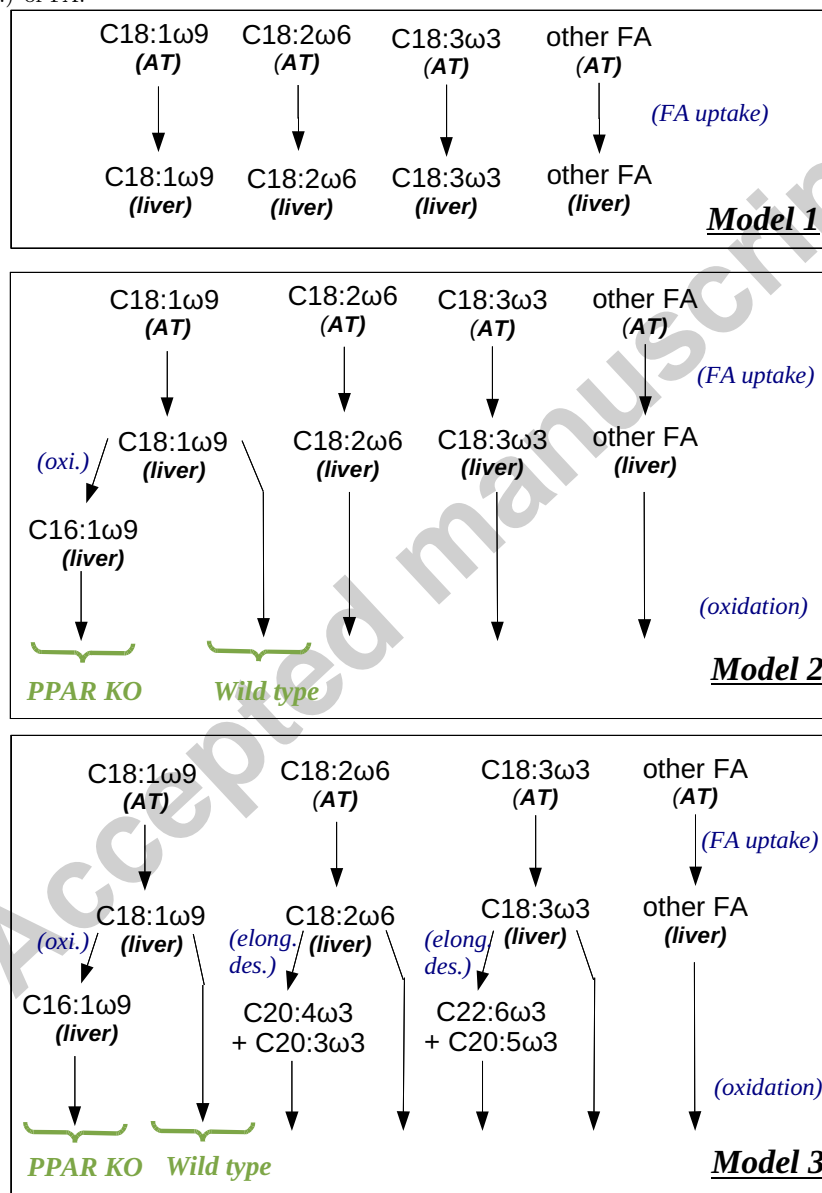 .) of FA.
C18:1ω9 C18:2ω6 C18:3ω3 other FA
(AT) (AT) (AT) (AT)
(FA uptake)
C18:1ω9 C18:2ω6 C18:3ω3 other FA
(liver) (liver) (liver) (liver)
Model 1
C18:1ω9 C18:2ω6 C18:3ω3 other FA
(AT) (AT) (AT) (AT)
(FA uptake)
C18:1ω9 C18:2ω6 C18:3ω3 other FA
(oxi.) (liver) (liver) (liver) (liver)
C16:1ω9
(liver)
(oxidation)
PPAR KO Wild type
Model 2
C18:1ω9 C18:2ω6 C18:3ω3 other FA
(AT) (AT) (AT) (AT)
(FA uptake)
C18:1ω9 C18:2ω6 C18:3ω3 other FA
(oxi.) (liver) (elong. (liver) (elong. (liver) (liver)
des.) des.)
C16:1ω9 C20:4ω3 C22:6ω3
(liver) + C20:3ω3 + C20:5ω3
(oxidation)
PPAR KO Wild type
Model 3
Accepted manuscrip